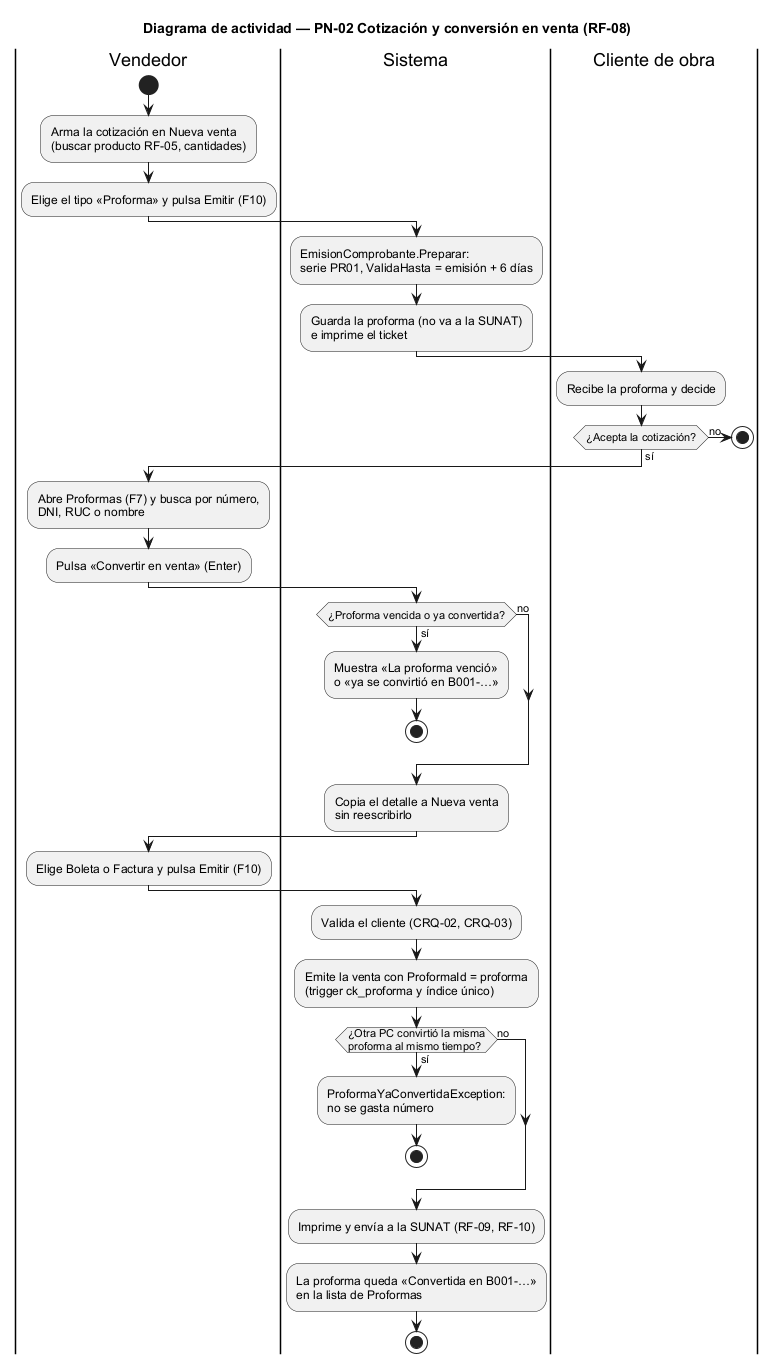 Diagrama de actividad — PN-02 Cotización y conversión en venta (RF-08)
Vendedor
Sistema
Cliente de obra
Arma la cotización en Nueva venta
(buscar producto RF-05, cantidades)
Elige el tipo «Proforma» y pulsa Emitir (F10)
EmisionComprobante.Preparar:
serie PR01, ValidaHasta = emisión + 6 días
Guarda la proforma (no va a la SUNAT)
e imprime el ticket
Recibe la proforma y decide
¿Acepta la cotización?
no
sí
Abre Proformas (F7) y busca por número,
DNI, RUC o nombre
Pulsa «Convertir en venta» (Enter)
¿Proforma vencida o ya convertida?
no
sí
Muestra «La proforma venció»
o «ya se convirtió en B001-…»
Copia el detalle a Nueva venta
sin reescribirlo
Elige Boleta o Factura y pulsa Emitir (F10)
Valida el cliente (CRQ-02, CRQ-03)
Emite la venta con ProformaId = proforma
(trigger ck_proforma y índice único)
¿Otra PC convirtió la misma
proforma al mismo tiempo?
no
sí
ProformaYaConvertidaException:
no se gasta número
Imprime y envía a la SUNAT (RF-09, RF-10)
La proforma queda «Convertida en B001-…»
en la lista de Proformas